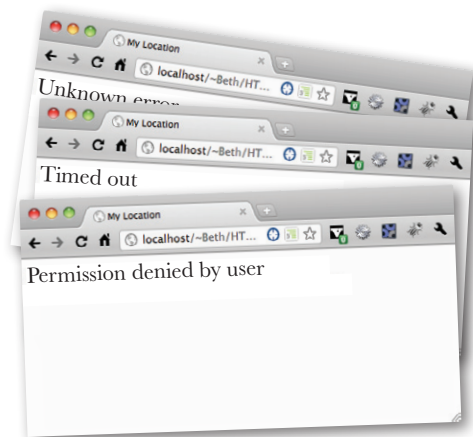 My Location
localhost/~Beth/HT...
Unknown error
My Location
localhost/~Beth/HT...
Timed out
My Location
localhost/~Beth/HT...
Permission denied by user